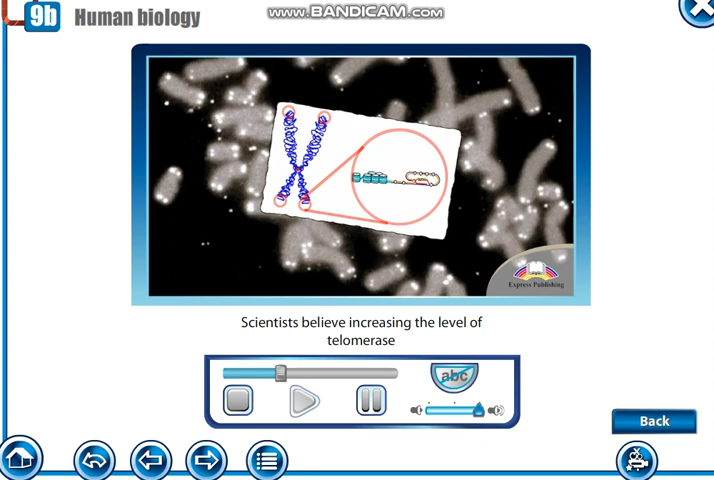 www.BANDICAM.com
9b Human biology
Express Publishing
Scientists believe increasing the level of
telomerase
abc
Back